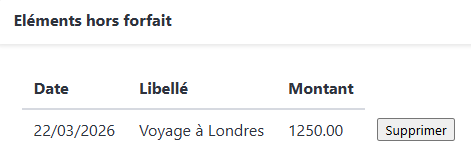 Eléments hors forfait
Date Libellé Montant
22/03/2026 Voyage à Londres 1250.00 Supprimer